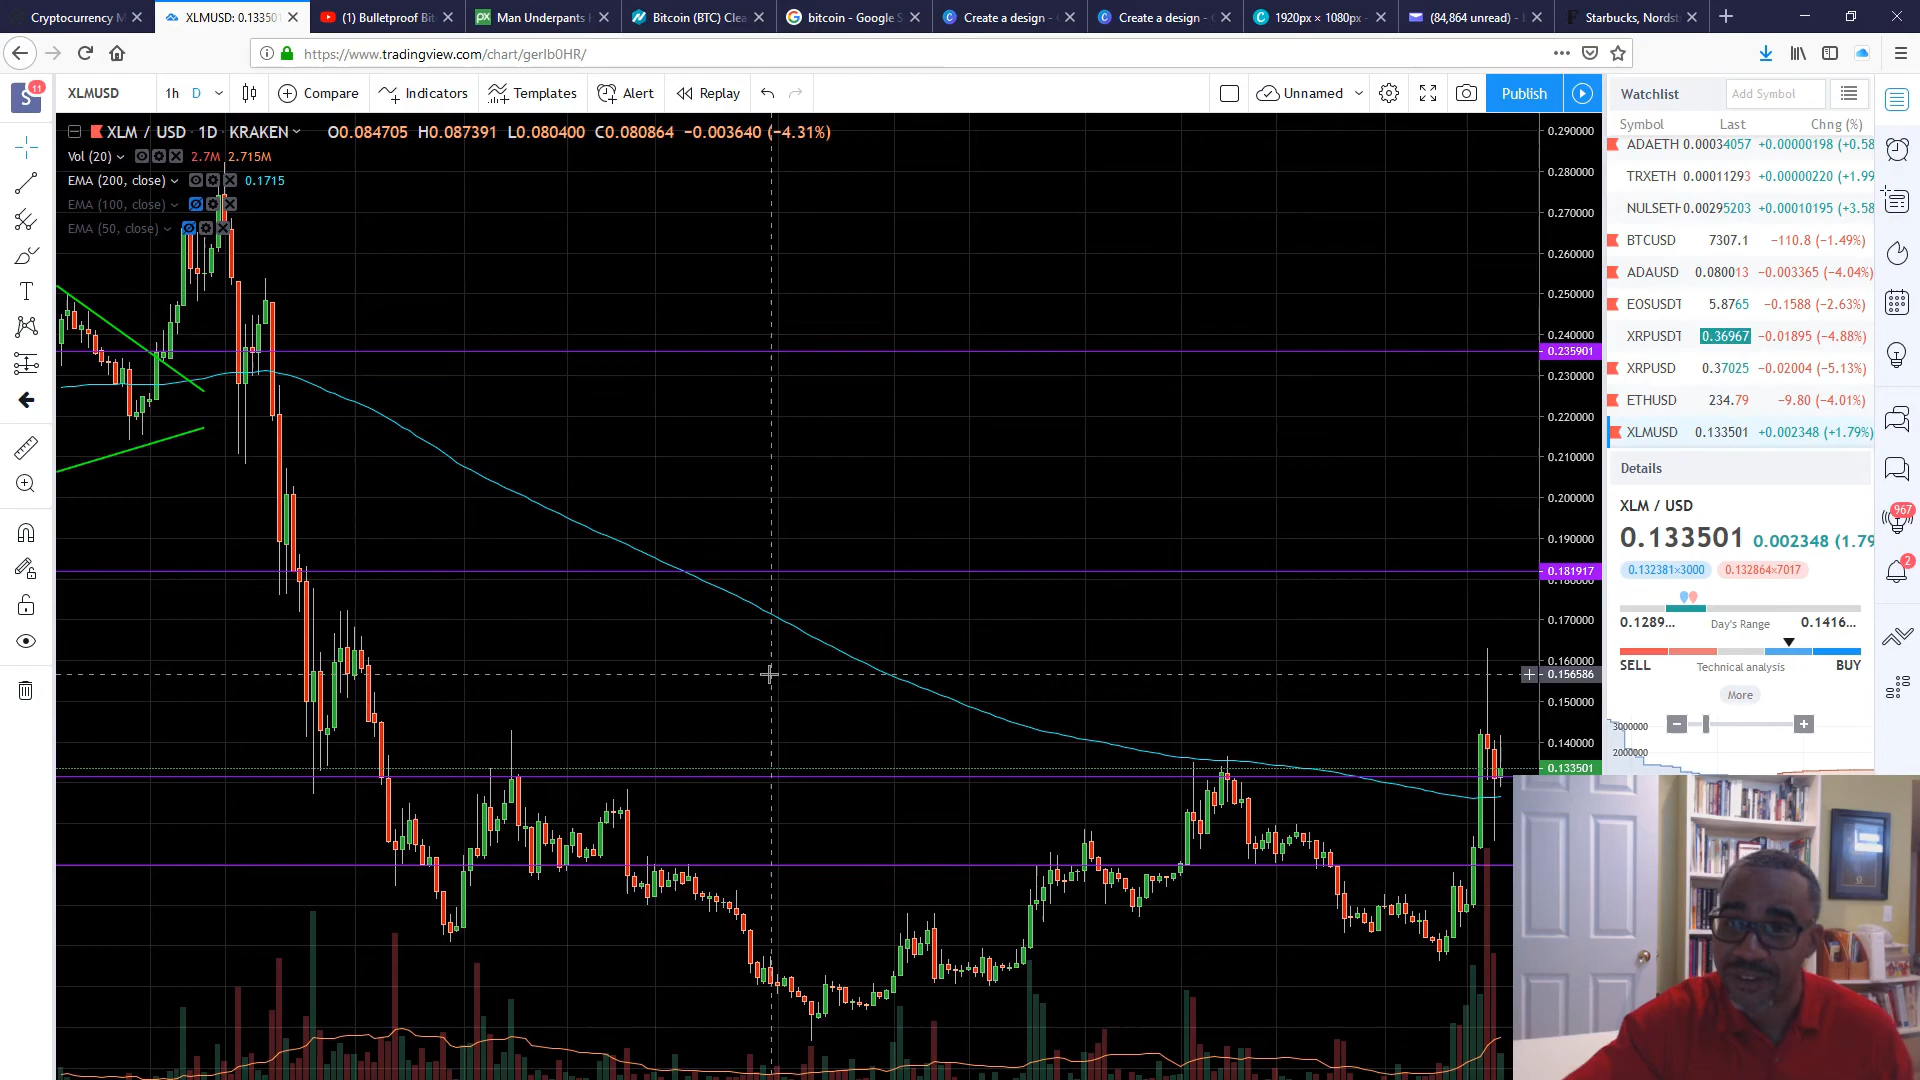 Cryptocurrency M
XLMUSD: 0.133501
(1) Bulletproof Bit
Man Underpants
Bitcoin (BTC) Clea
bitcoin - Google S
Create a design -
Create a design -
1920px × 1080px -
(84,864 unread) -
Starbucks, Nordst
https://www.tradingview.com/chart/gerIb0HR/
S 11
XLMUSD 1h D Compare Indicators Templates Alert Replay Unnamed Publish
XLM / USD 1D KRAKEN O0.084705 H0.087391 L0.080400 C0.080864 −0.003640 (−4.31%)
Vol (20) 2.7M 2.715M
EMA (200, close) 0.1715
EMA (100, close)
EMA (50, close)
0.290000
0.280000
0.270000
0.260000
0.250000
0.240000
0.235901
0.230000
0.220000
0.210000
0.200000
0.190000
0.181917
0.180000
0.170000
0.160000
0.156586
0.150000
0.140000
0.133501
Watchlist Add Symbol
Symbol Last Chng (%)
ADAETH 0.00034057 +0.00000198 (+0.58
TRXETH 0.00011293 +0.00000220 (+1.99
NULSETH 0.00295203 +0.00010195 (+3.58
BTCUSD 7307.1 −110.8 (−1.49%)
ADAUSD 0.080013 −0.003365 (−4.04%)
EOSUSDT 5.8765 −0.1588 (−2.63%)
XRPUSDT 0.36967 −0.01895 (−4.88%)
XRPUSD 0.37025 −0.02004 (−5.13%)
ETHUSD 234.79 −9.80 (−4.01%)
XLMUSD 0.133501 +0.002348 (+1.79%)
Details
XLM / USD
0.133501 0.002348 (1.79
0.132381×3000 0.132864×7017
0.1289... Day's Range 0.1416...
SELL Technical analysis BUY
More
3000000
2000000
967
2